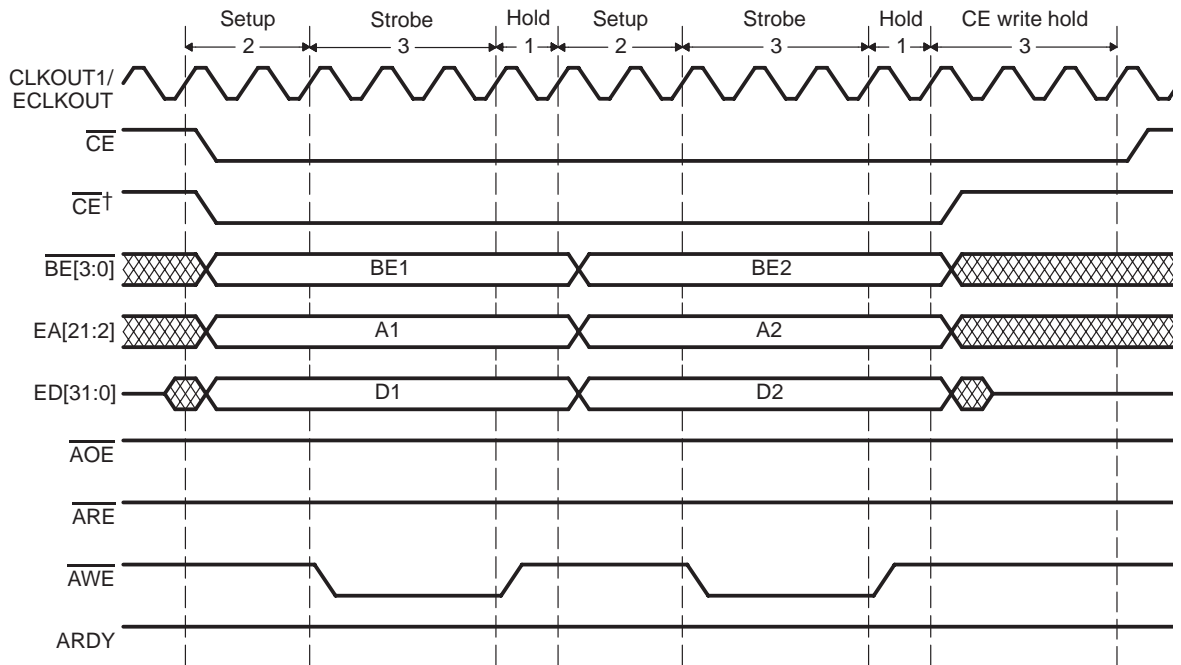 Setup Strobe Hold Setup Strobe Hold CE write hold
2 3 1 2 3 1 3
CLKOUT1/
ECLKOUT
CE
CE†
BE[3:0] BE1 BE2
EA[21:2] A1 A2
ED[31:0] D1 D2
AOE
ARE
AWE
ARDY